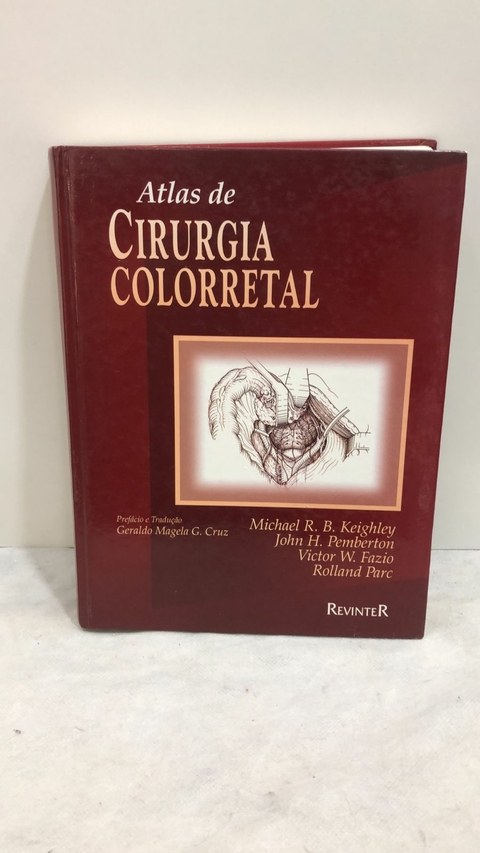 Atlas de
CIRURGIA
COLORRETAL
Prefácio e Tradução
Geraldo Magela G. Cruz
Michael R. B. Keighley
John H. Pemberton
Victor W. Fazio
Rolland Parc
REVINTER